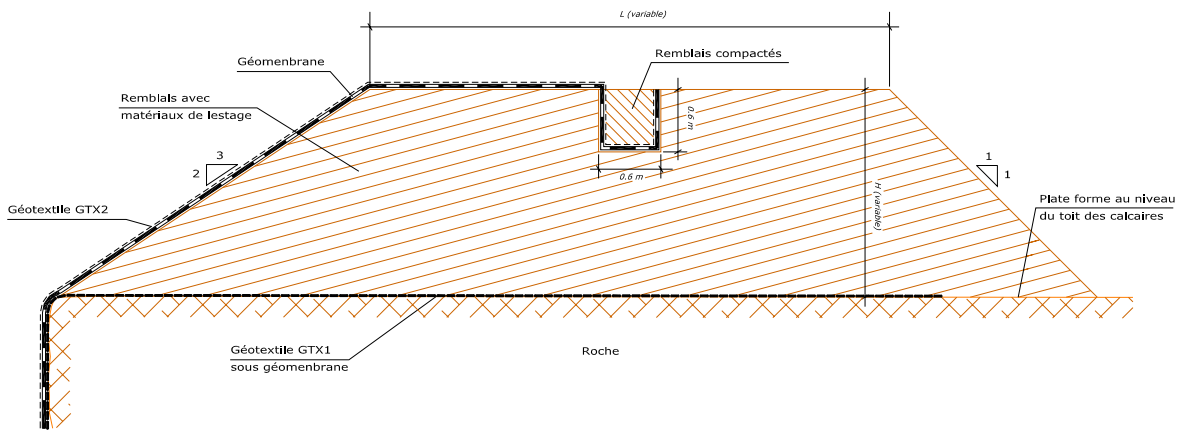 L (variable)
Géomenbrane
Remblais compactés
Remblais avec
matériaux de lestage
0.6 m
3
2
1
1
0.6 m
H (variable)
Géotextile GTX2
Plate forme au niveau
du toit des calcaires
Géotextile GTX1
sous géomenbrane
Roche